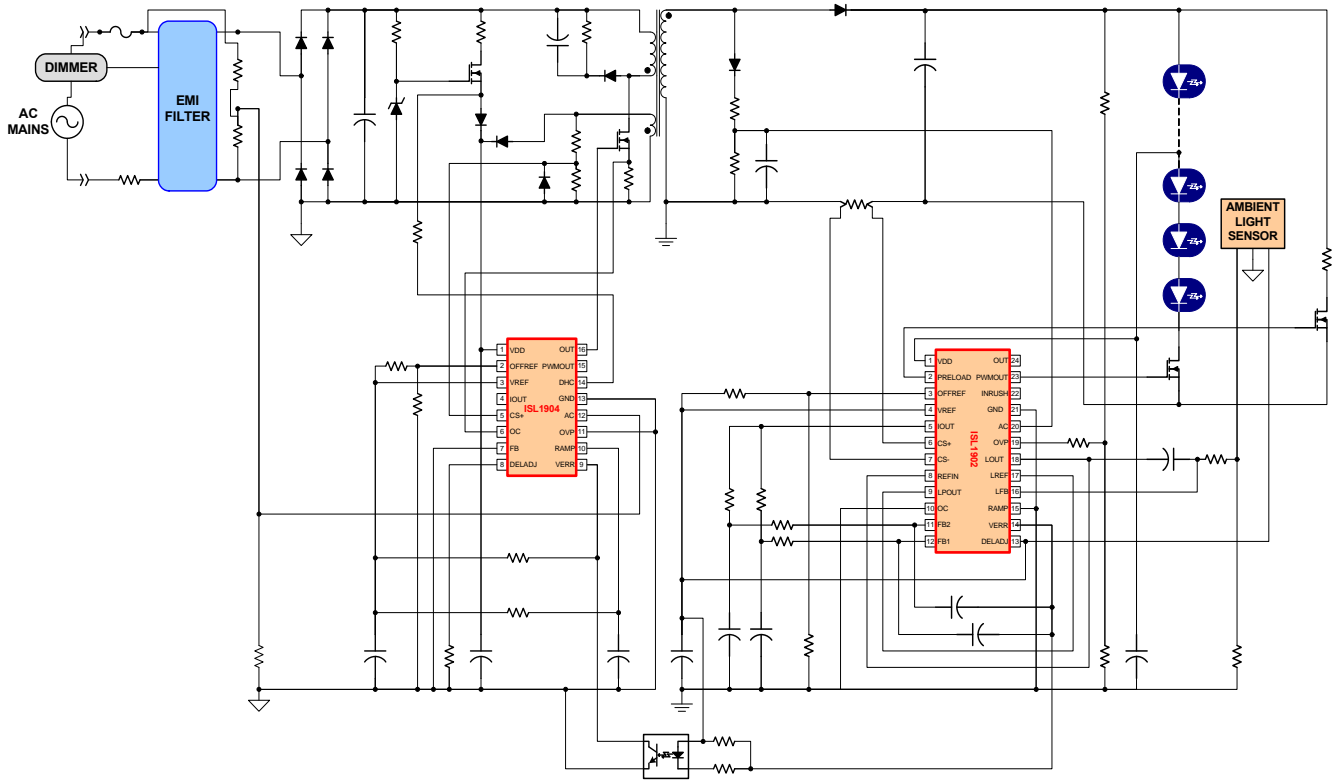 DIMMER
AC
MAINS
EMI
FILTER
AMBIENT
LIGHT
SENSOR
ISL1904
1 VDD OUT 16
2 OFFREF PWMOUT 15
3 VREF DHC 14
4 IOUT GND 13
5 CS+ AC 12
6 OC OVP 11
7 FB RAMP 10
8 DELADJ VERR 9
ISL1902
1 VDD OUT 24
2 PRELOAD PWMOUT 23
3 OFFREF INRUSH 22
4 VREF GND 21
5 IOUT AC 20
6 CS+ OVP 19
7 CS- LOUT 18
8 REFIN LREF 17
9 LPOUT LFB 16
10 OC RAMP 15
11 FB2 VERR 14
12 FB1 DELADJ 13